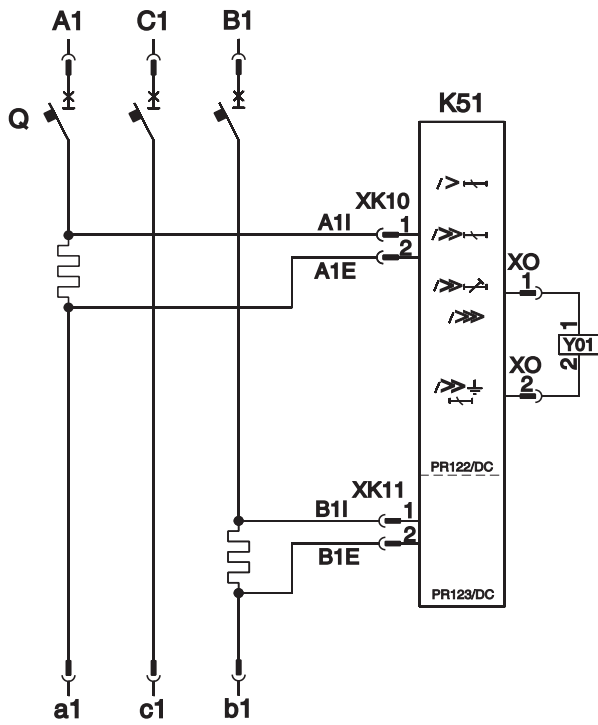 A1 C1 B1
Q
K51
XK10
A1I 1
2
A1E
XO
1
1
Y01
2
XO
2
PR122/DC
XK11
B1I 1
2
B1E
PR123/DC
a1 c1 b1